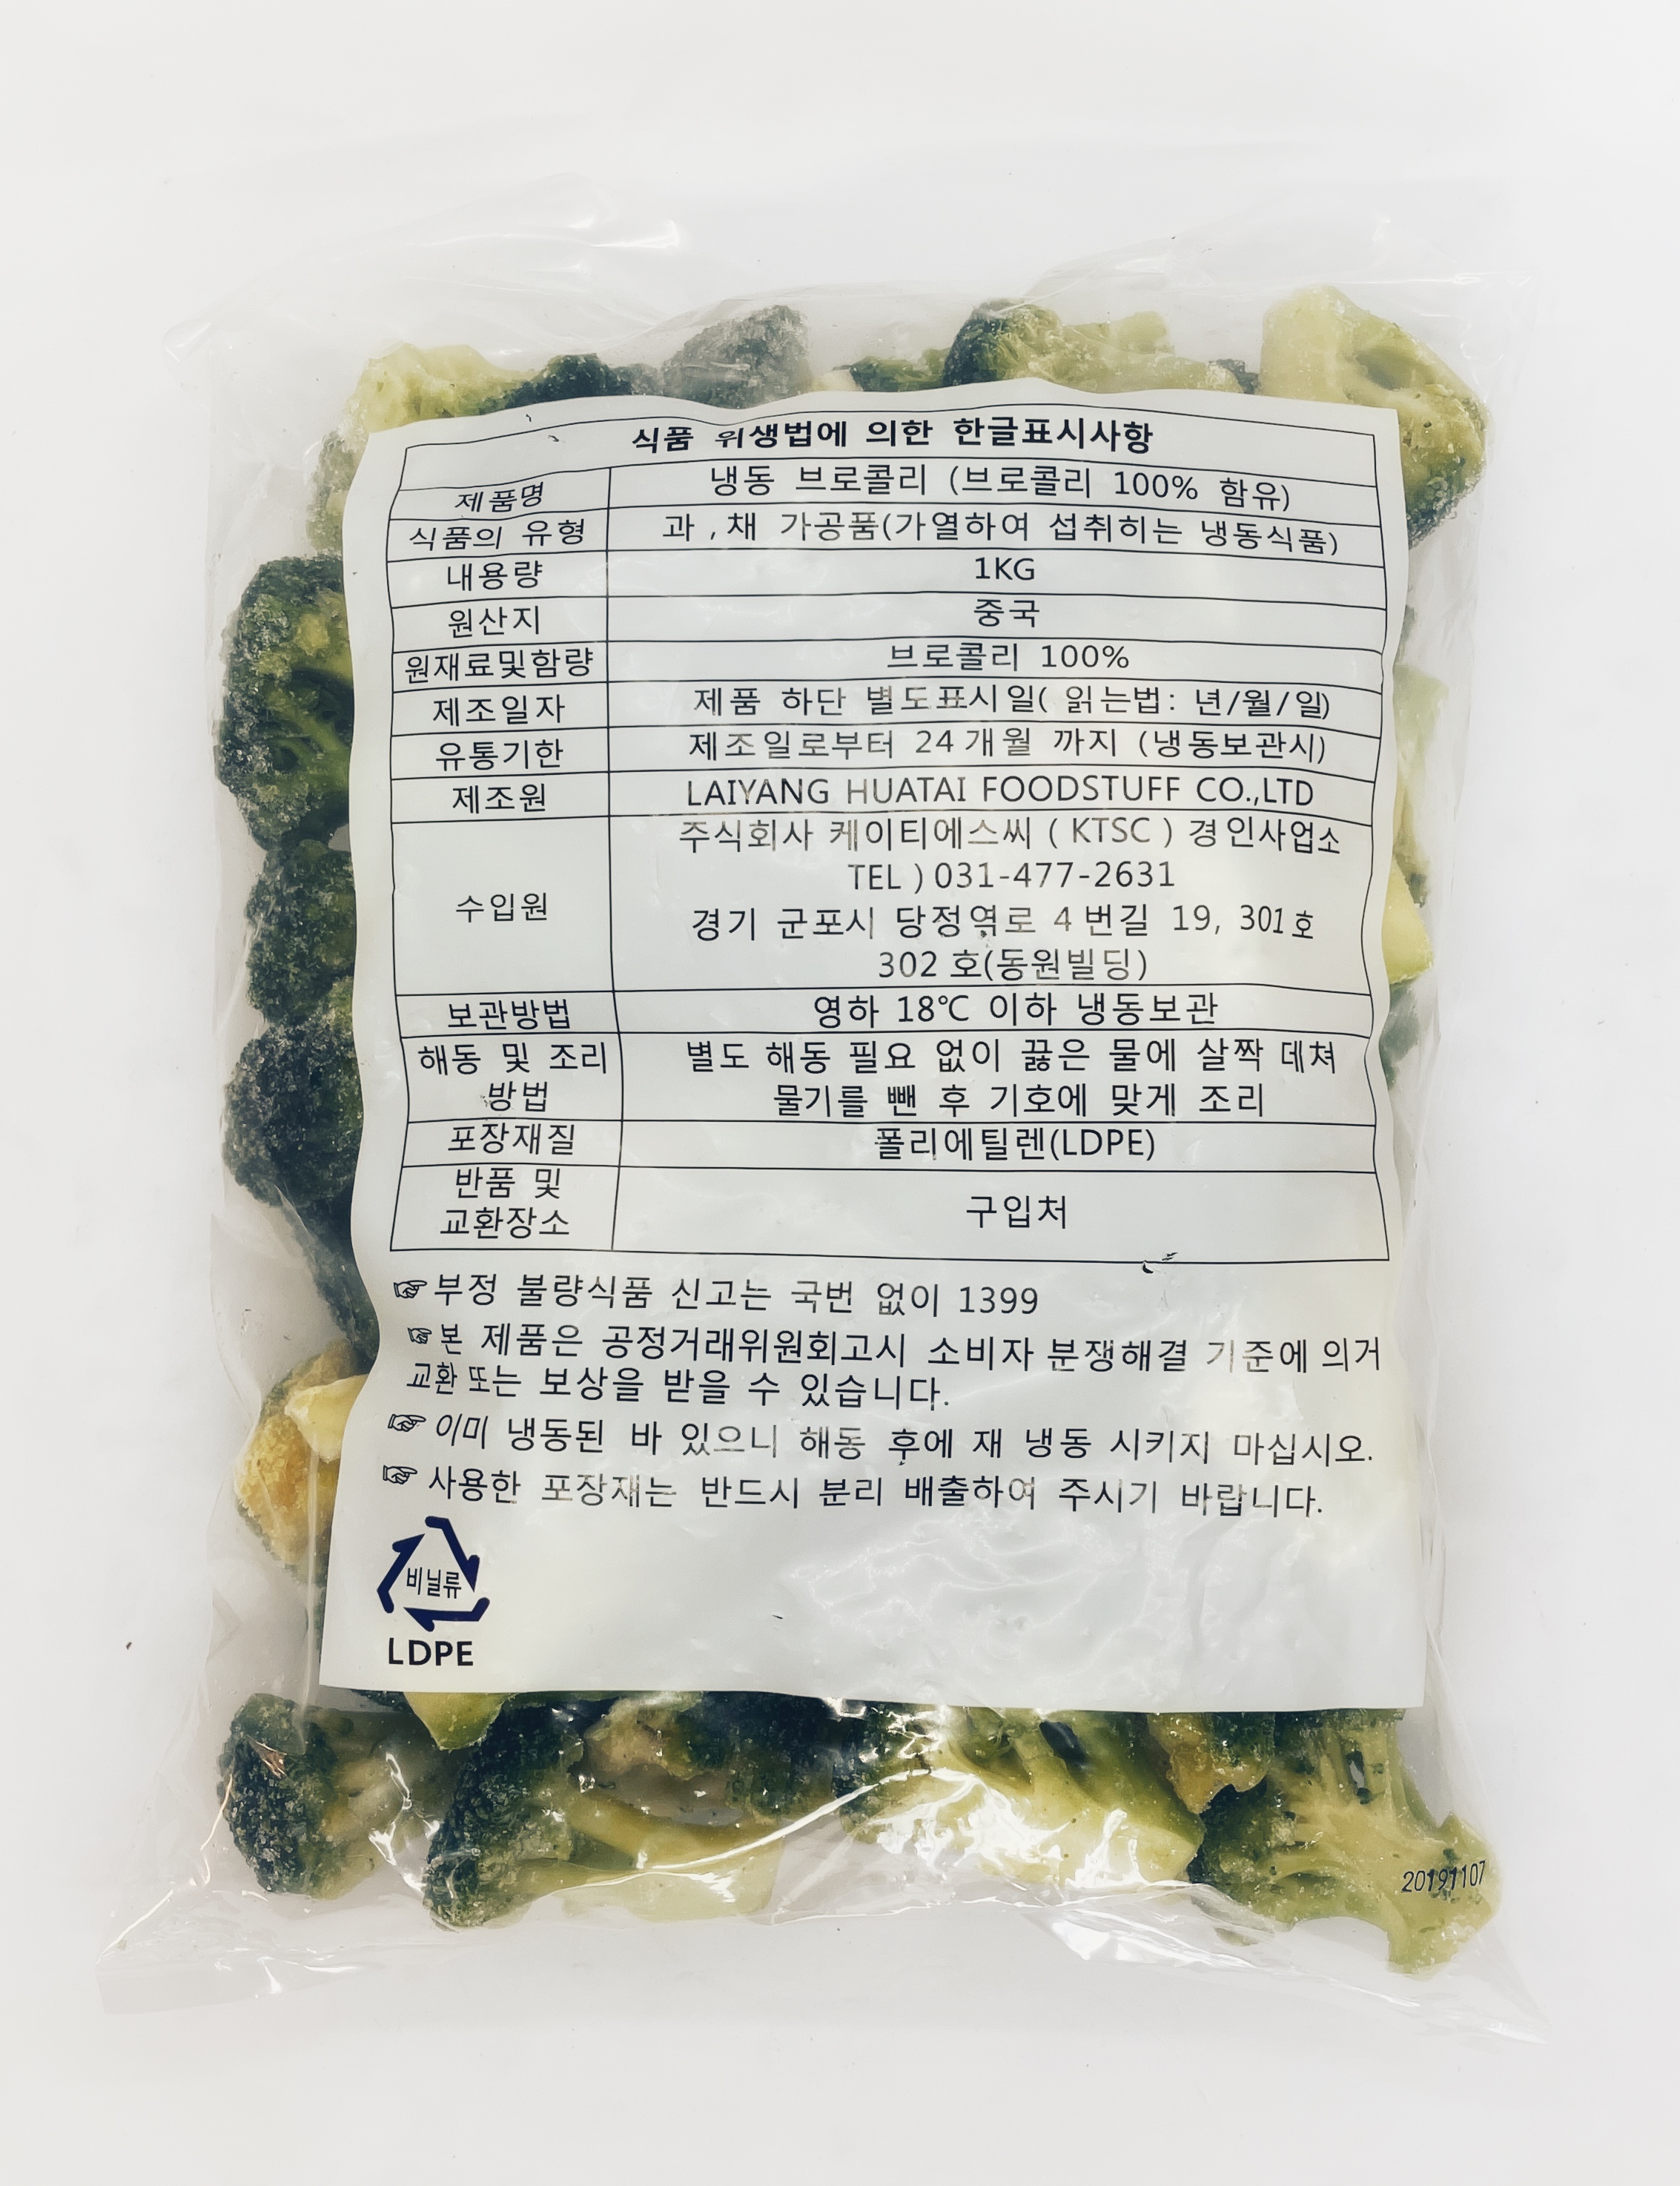 식품 위생법에 의한 한글표시사항
제품명 냉동 브로콜리 (브로콜리 100% 함유)
식품의 유형 과 , 채 가공품(가열하여 섭취히는 냉동식품)
내용량 1KG
원산지 중국
원재료및함량 브로콜리 100%
제조일자 제품 하단 별도표시일( 읽는법: 년/월/일)
유통기한 제조일로부터 24개월 까지 (냉동보관시)
제조원 LAIYANG HUATAI FOODSTUFF CO.,LTD
수입원 주식회사 케이티에스씨 ( KTSC ) 경인사업소
TEL ) 031-477-2631
경기 군포시 당정역로 4번길 19, 301호
302 호(동원빌딩)
보관방법 영하 18℃ 이하 냉동보관
해동 및 조리 별도 해동 필요 없이 끓은 물에 살짝 데쳐
방법 물기를 뺀 후 기호에 맞게 조리
포장재질 폴리에틸렌(LDPE)
반품 및
교환장소 구입처
☞부정 불량식품 신고는 국번 없이 1399
☞본 제품은 공정거래위원회고시 소비자 분쟁해결 기준에 의거
교환 또는 보상을 받을 수 있습니다.
☞ 이미 냉동된 바 있으니 해동 후에 재 냉동 시키지 마십시오.
☞ 사용한 포장재는 반드시 분리 배출하여 주시기 바랍니다.
비닐류
LDPE
20191107